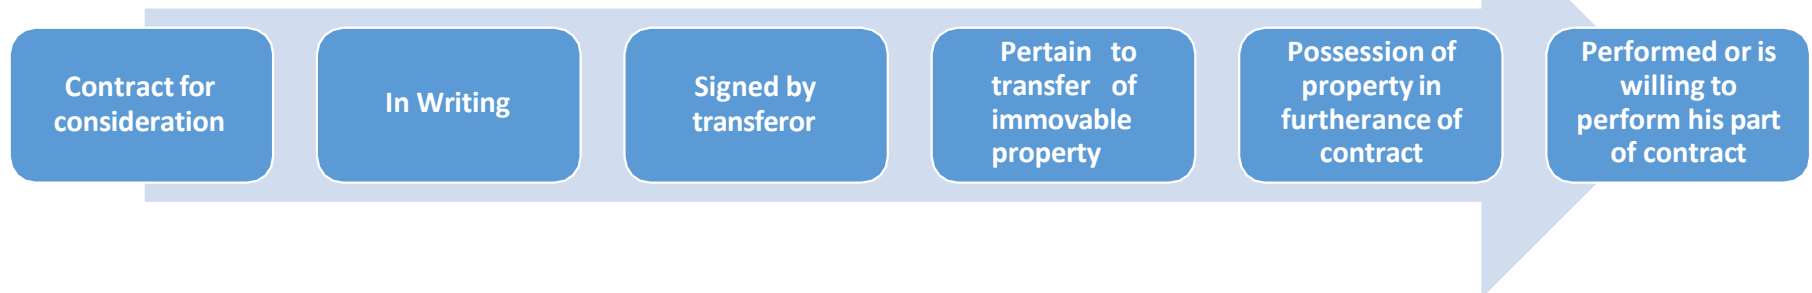 Contract for
consideration
In Writing
Signed by
transferor
Pertain to
transfer of
immovable
property
Possession of
property in
furtherance of
contract
Performed or is
willing to
perform his part
of contract